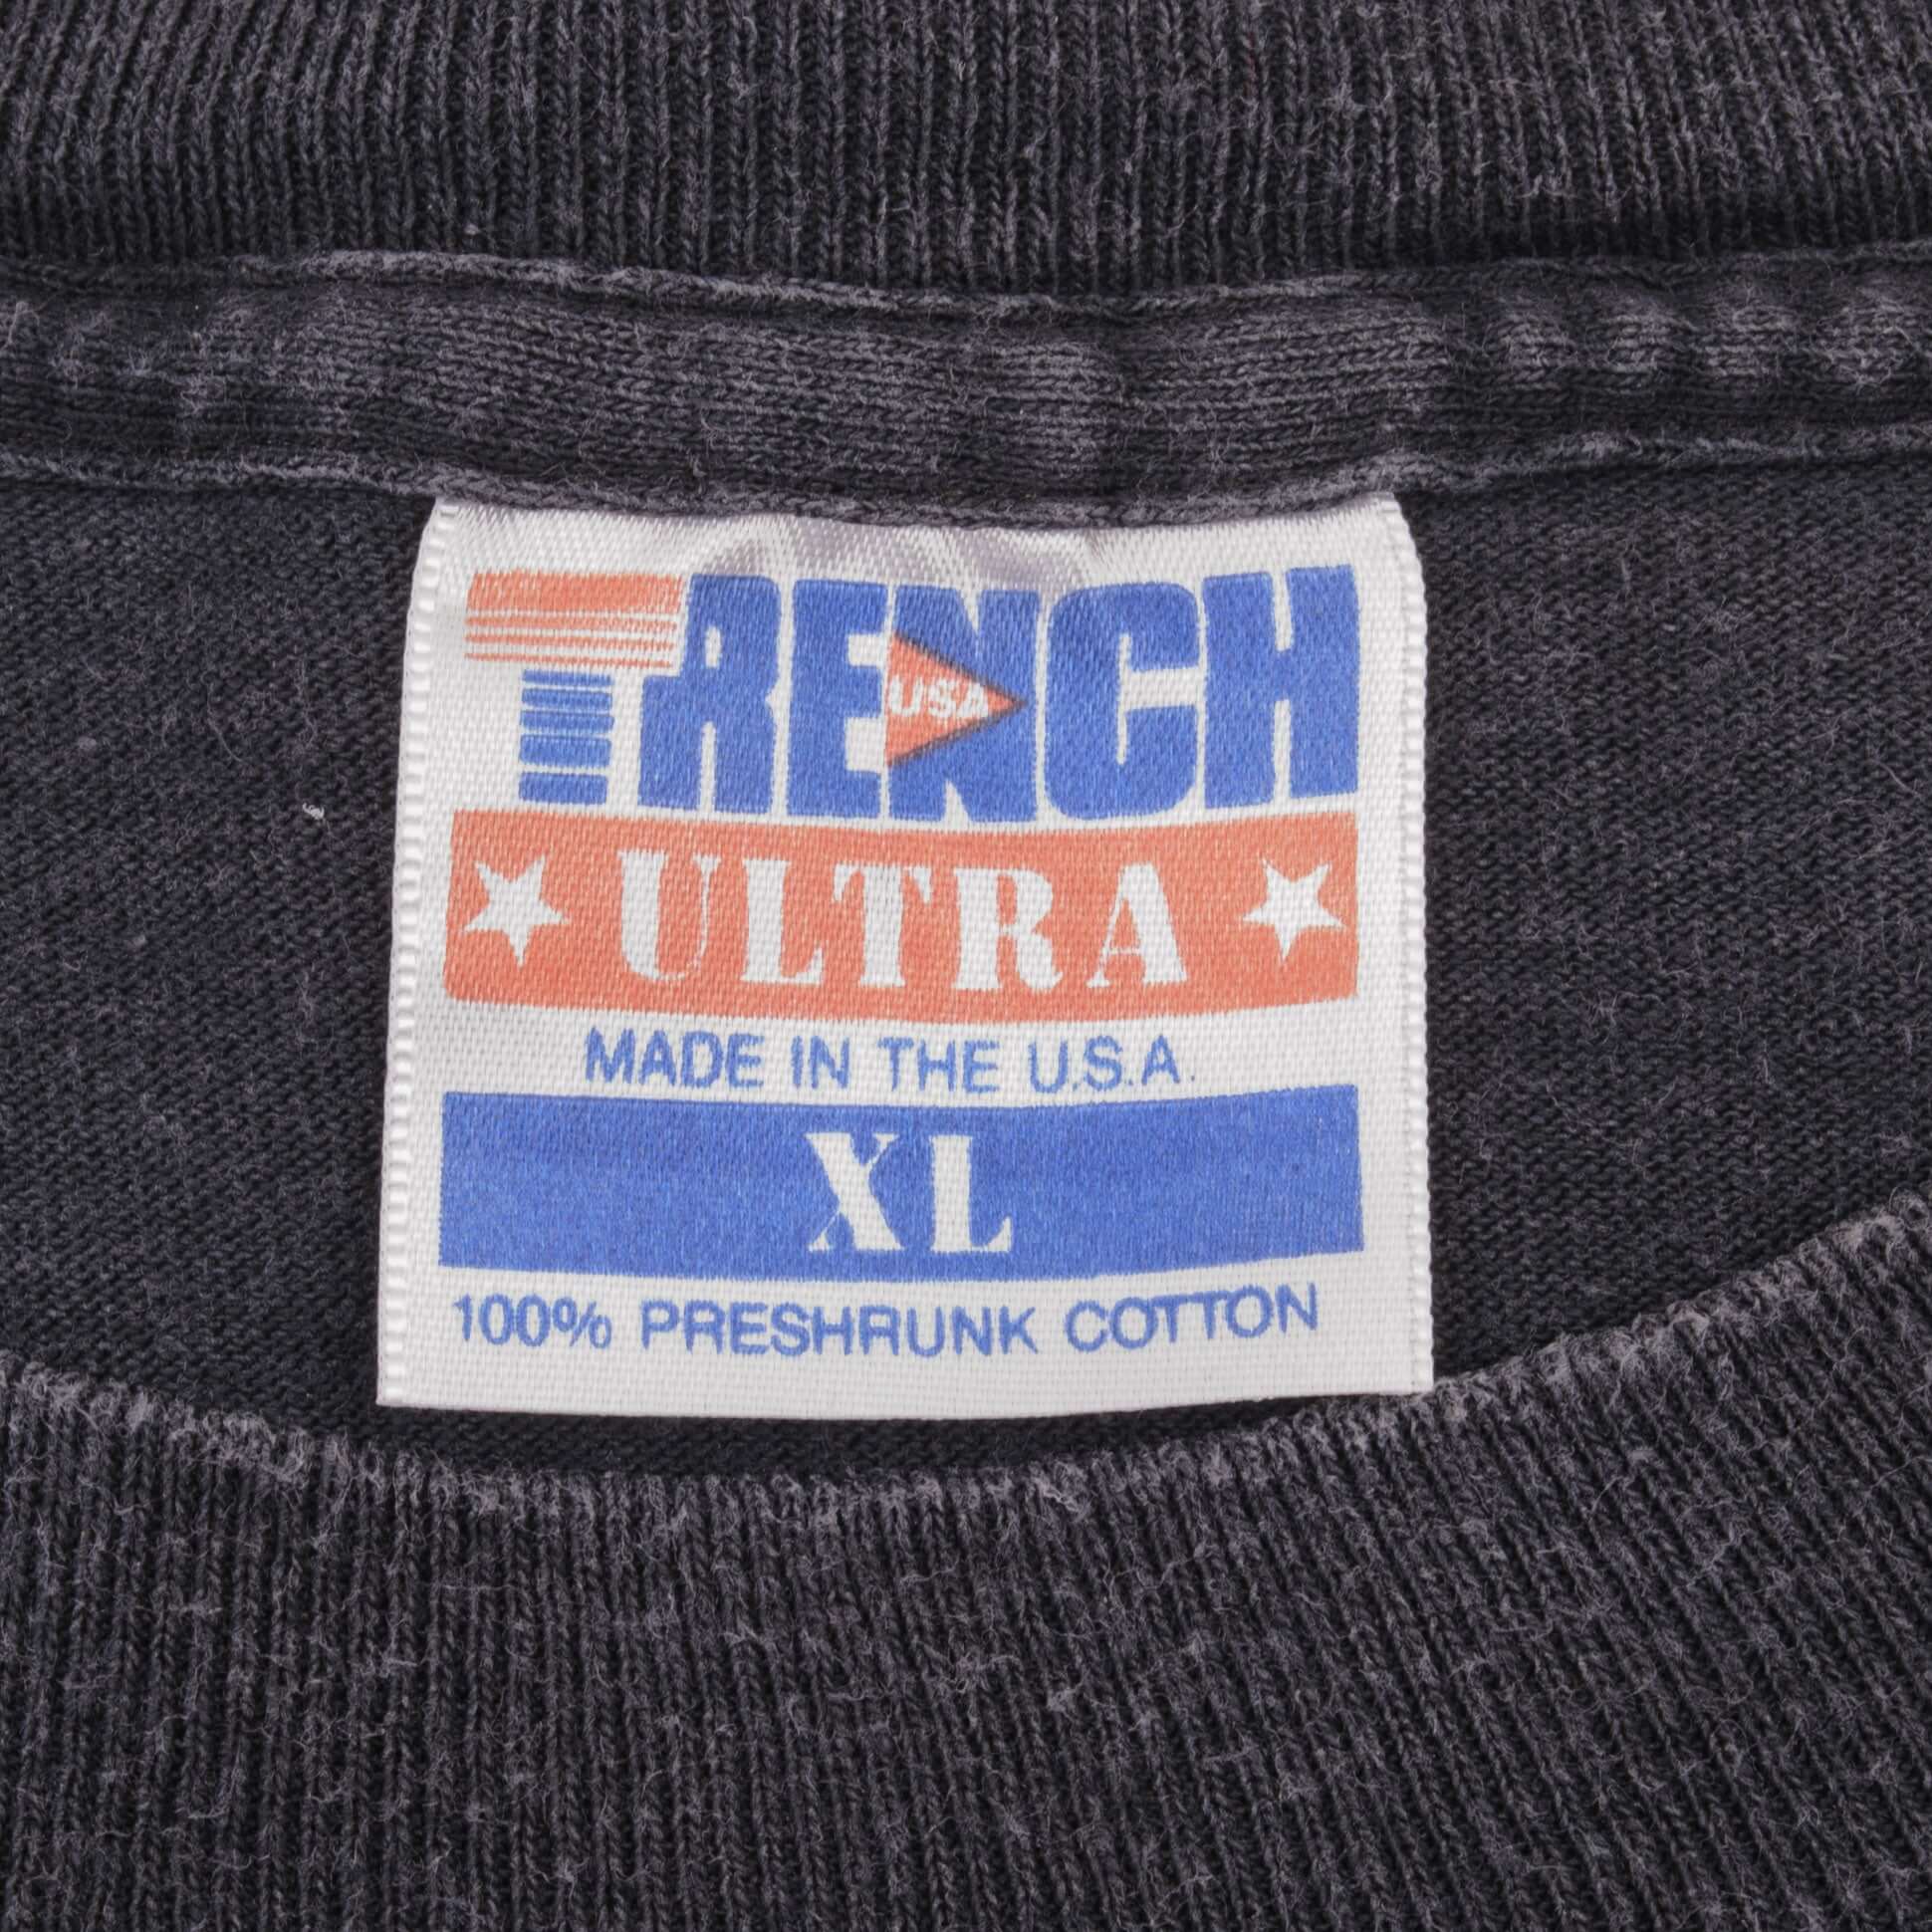 TRENCH
USA
ULTRA
MADE IN THE U.S.A.
XL
100% PRESHRUNK COTTON